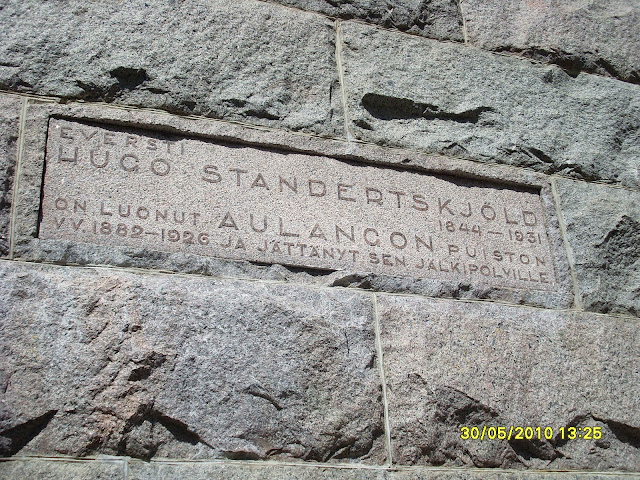 EVERSTI
HUGO STANDERTSKJÖLD
1844—1931
ON LUONUT AULANGON PUISTON
VV. 1882—1926 JA JÄTTÄNYT SEN JÄLKIPOLVILLE
30/05/2010 13:25